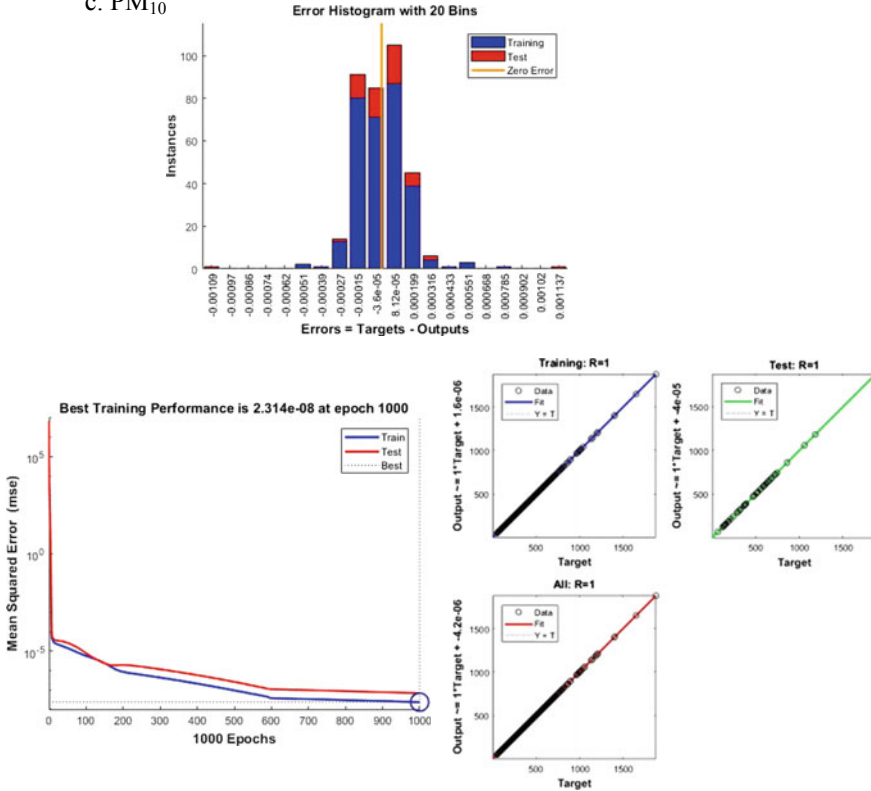 c. PM₁₀
Error Histogram with 20 Bins
Training
Test
Zero Error
100
80
60
40
20
0
Instances
-0.00109
-0.00097
-0.00086
-0.00074
-0.00062
-0.00051
-0.00039
-0.00027
-0.00015
-3.6e-05
8.12e-05
0.000199
0.000316
0.000433
0.000551
0.000668
0.000785
0.000902
0.00102
0.001137
Errors = Targets - Outputs
Best Training Performance is 2.314e-08 at epoch 1000
Train
Test
Best
10⁵
10⁰
10⁻⁵
Mean Squared Error (mse)
0 100 200 300 400 500 600 700 800 900 1000
1000 Epochs
Training: R=1
Data
Fit
Y = T
1500
1000
500
Output ~= 1*Target + 1.6e-06
500 1000 1500
Target
Test: R=1
Data
Fit
Y = T
1500
1000
500
Output ~= 1*Target + -4e-05
500 1000 1500
Target
All: R=1
Data
Fit
Y = T
1500
1000
500
Output ~= 1*Target + -4.2e-06
500 1000 1500
Target